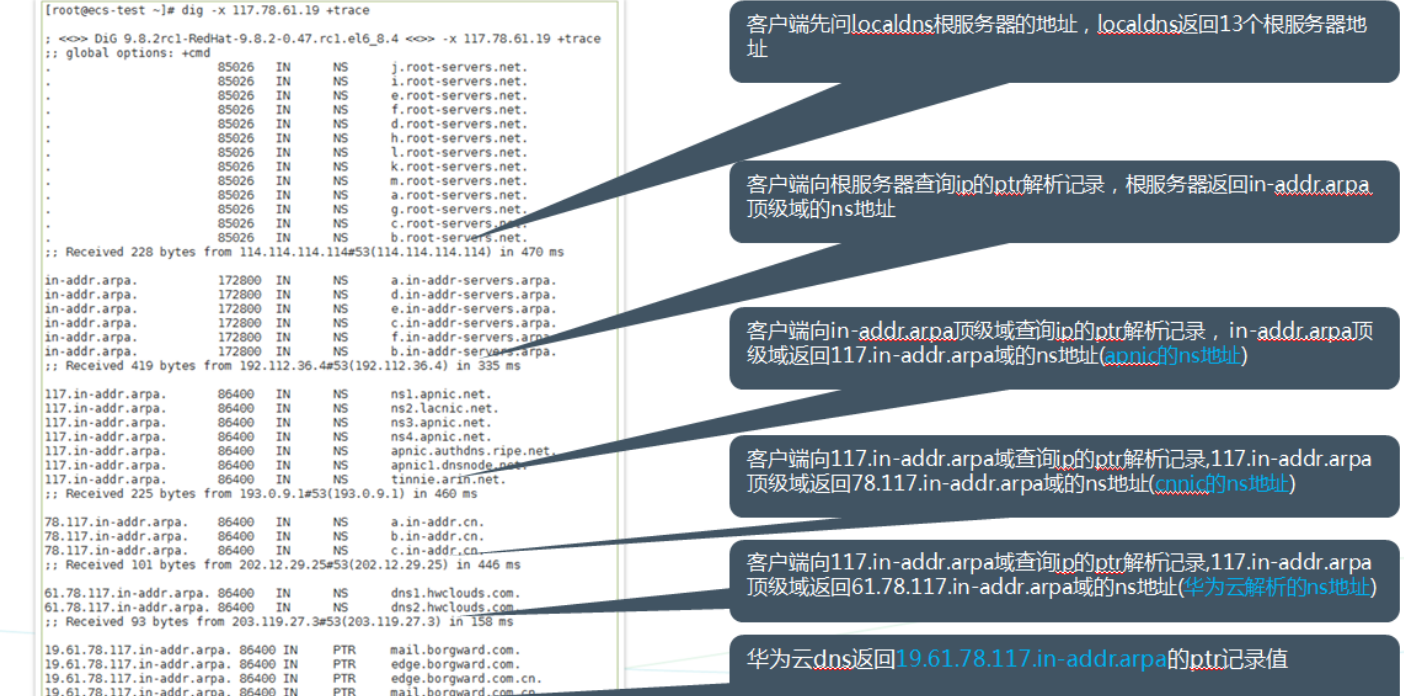 [root@ecs-test ~]# dig -x 117.78.61.19 +trace
; <<>> DiG 9.8.2rc1-RedHat-9.8.2-0.47.rc1.el6_8.4 <<>> -x 117.78.61.19 +trace
;; global options: +cmd
. 85026 IN NS j.root-servers.net.
. 85026 IN NS i.root-servers.net.
. 85026 IN NS e.root-servers.net.
. 85026 IN NS f.root-servers.net.
. 85026 IN NS d.root-servers.net.
. 85026 IN NS h.root-servers.net.
. 85026 IN NS l.root-servers.net.
. 85026 IN NS k.root-servers.net.
. 85026 IN NS m.root-servers.net.
. 85026 IN NS a.root-servers.net.
. 85026 IN NS g.root-servers.net.
. 85026 IN NS c.root-servers.net.
. 85026 IN NS b.root-servers.net.
;; Received 228 bytes from 114.114.114.114#53(114.114.114.114) in 470 ms
in-addr.arpa. 172800 IN NS a.in-addr-servers.arpa.
in-addr.arpa. 172800 IN NS d.in-addr-servers.arpa.
in-addr.arpa. 172800 IN NS e.in-addr-servers.arpa.
in-addr.arpa. 172800 IN NS c.in-addr-servers.arpa.
in-addr.arpa. 172800 IN NS f.in-addr-servers.arpa.
in-addr.arpa. 172800 IN NS b.in-addr-servers.arpa.
;; Received 419 bytes from 192.112.36.4#53(192.112.36.4) in 335 ms
117.in-addr.arpa. 86400 IN NS ns1.apnic.net.
117.in-addr.arpa. 86400 IN NS ns2.lacnic.net.
117.in-addr.arpa. 86400 IN NS ns3.apnic.net.
117.in-addr.arpa. 86400 IN NS ns4.apnic.net.
117.in-addr.arpa. 86400 IN NS apnic.authdns.ripe.net.
117.in-addr.arpa. 86400 IN NS apnic1.dnsnode.net.
117.in-addr.arpa. 86400 IN NS tinnie.arin.net.
;; Received 225 bytes from 193.0.9.1#53(193.0.9.1) in 460 ms
78.117.in-addr.arpa. 86400 IN NS a.in-addr.cn.
78.117.in-addr.arpa. 86400 IN NS b.in-addr.cn.
78.117.in-addr.arpa. 86400 IN NS c.in-addr.cn.
;; Received 101 bytes from 202.12.29.25#53(202.12.29.25) in 446 ms
61.78.117.in-addr.arpa. 86400 IN NS dns1.hwclouds.com.
61.78.117.in-addr.arpa. 86400 IN NS dns2.hwclouds.com.
;; Received 93 bytes from 203.119.27.3#53(203.119.27.3) in 158 ms
19.61.78.117.in-addr.arpa. 86400 IN PTR mail.borgward.com.
19.61.78.117.in-addr.arpa. 86400 IN PTR edge.borgward.com.
19.61.78.117.in-addr.arpa. 86400 IN PTR edge.borgward.com.cn.
19.61.78.117.in-addr.arpa. 86400 IN PTR mail.borgward.com.cn.
客户端先问localdns根服务器的地址，localdns返回13个根服务器地
址
客户端向根服务器查询ip的ptr解析记录，根服务器返回in-addr.arpa
顶级域的ns地址
客户端向in-addr.arpa顶级域查询ip的ptr解析记录，in-addr.arpa顶
级域返回117.in-addr.arpa域的ns地址(apnic的ns地址)
客户端向117.in-addr.arpa域查询ip的ptr解析记录,117.in-addr.arpa
顶级域返回78.117.in-addr.arpa域的ns地址(cnnic的ns地址)
客户端向117.in-addr.arpa域查询ip的ptr解析记录,117.in-addr.arpa
顶级域返回61.78.117.in-addr.arpa域的ns地址(华为云解析的ns地址)
华为云dns返回19.61.78.117.in-addr.arpa的ptr记录值